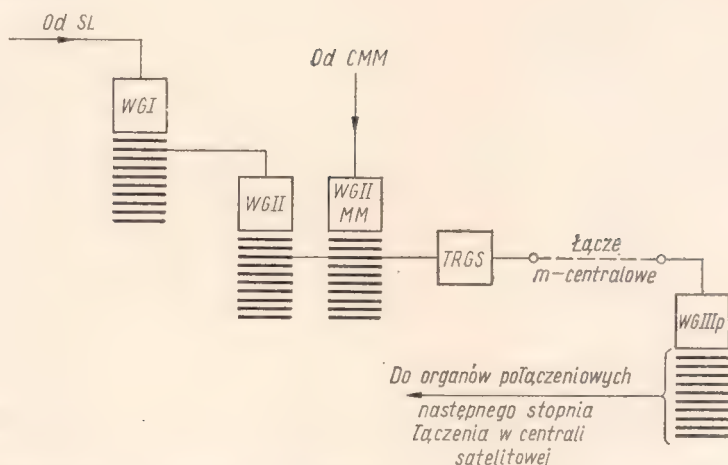 Od SL
WGI
Od CMM
WGII
WGII
MM
TRGS
Łącze
m-centralowe
WGIIIp
Do organów połączeniowych
następnego stopnia
łączenia w centrali
satelitowej